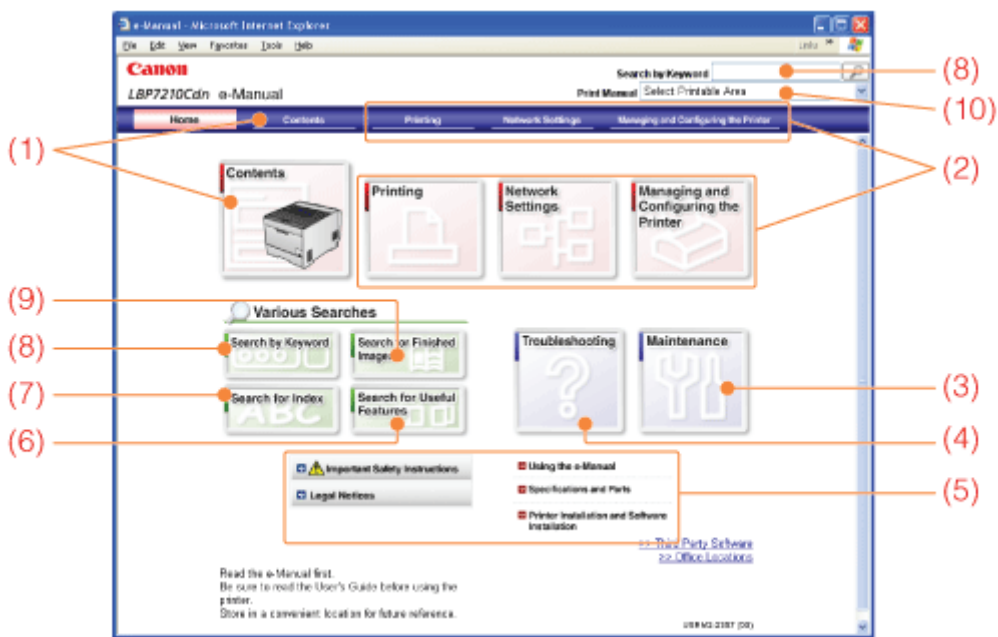 e-Manual - Microsoft Internet Explorer
File Edit View Favorites Tools Help
Links »
Canon
Search by Keyword
(8)
LBP7210Cdn e-Manual
Print Manual Select Printable Area
(10)
Home Contents Printing Network Settings Managing and Configuring the Printer
(1)
(2)
Contents
Printing
Network
Settings
Managing and
Configuring the
Printer
(9)
Various Searches
(8)
Search by Keyword
Search for Finished
Images
Troubleshooting
Maintenance
(7)
Search for Index
ABC
Search for Useful
Features
(3)
(6)
(4)
Important Safety Instructions
Legal Notices
Using the e-Manual
Specifications and Parts
Printer Installation and Software
Installation
(5)
>> Third Party Software
>> Office Locations
Read the e-Manual first.
Be sure to read the User's Guide before using the
printer.
Store in a convenient location for future reference.